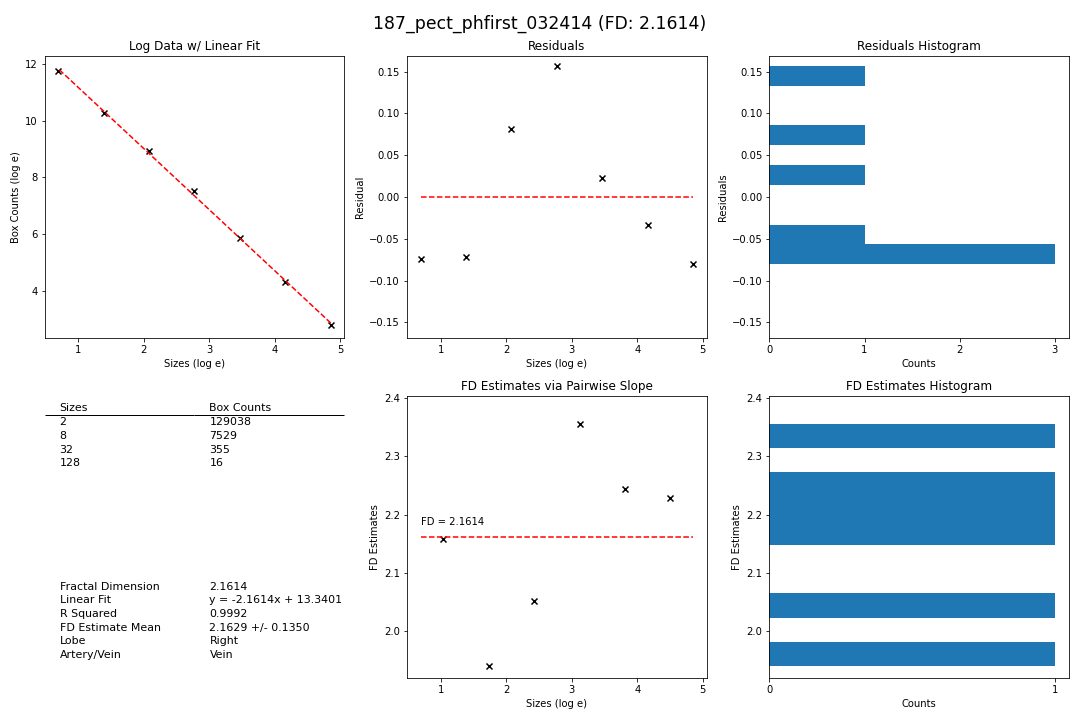 187_pect_phfirst_032414 (FD: 2.1614)
Log Data w/ Linear Fit
12
10
8
6
4
1 2 3 4 5
Box Counts (log e)
Sizes (log e)
Residuals
0.15
0.10
0.05
0.00
−0.05
−0.10
−0.15
1 2 3 4 5
Residual
Sizes (log e)
Residuals Histogram
0.15
0.10
0.05
0.00
−0.05
−0.10
−0.15
0 1 2 3
Residuals
Counts
Sizes Box Counts
2 129038
8 7529
32 355
128 16
Fractal Dimension 2.1614
Linear Fit y = -2.1614x + 13.3401
R Squared 0.9992
FD Estimate Mean 2.1629 +/- 0.1350
Lobe Right
Artery/Vein Vein
FD Estimates via Pairwise Slope
2.4
2.3
2.2
2.1
2.0
FD = 2.1614
1 2 3 4 5
FD Estimates
Sizes (log e)
FD Estimates Histogram
2.4
2.3
2.2
2.1
2.0
0 1
FD Estimates
Counts